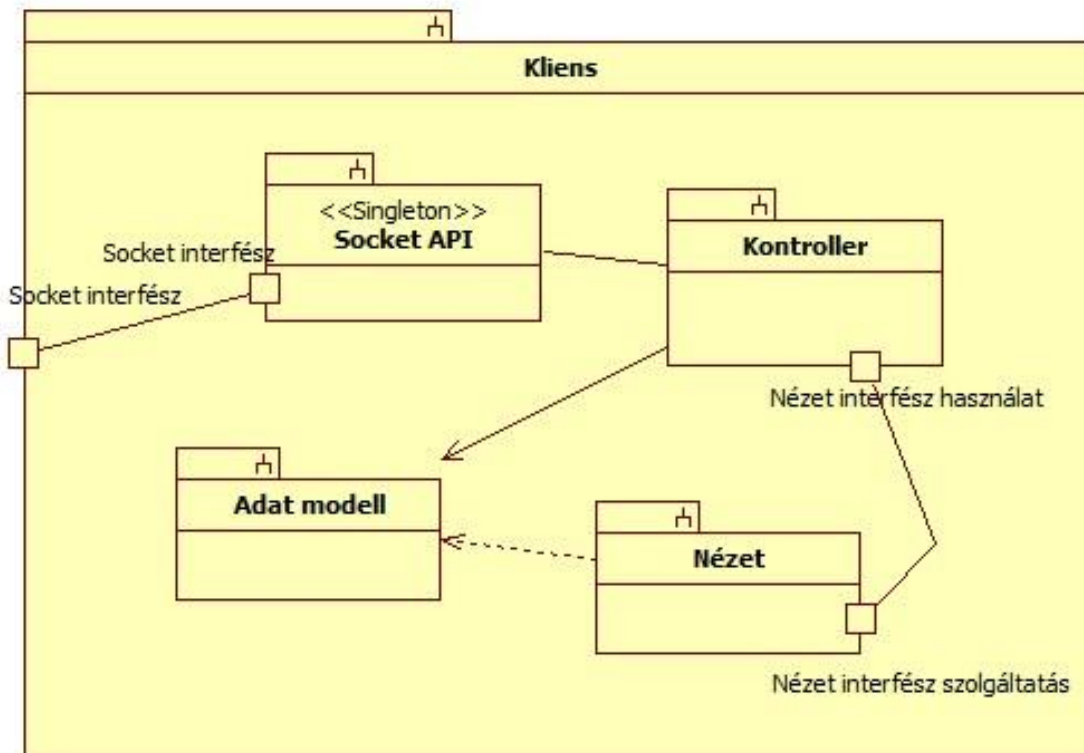 Kliens
<<Singleton>>
Socket API
Kontroller
Socket interfész
Socket interfész
Nézet interfész használat
Adat modell
Nézet
Nézet interfész szolgáltatás